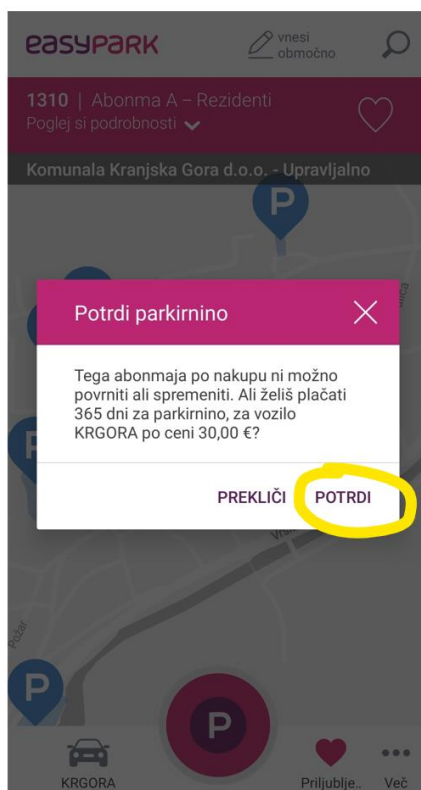 easypark
vnesi
območno
1310 | Abonma A – Rezidenti
Poglej si podrobnosti
Komunala Kranjska Gora d.o.o. - Upravljalno
P
Potrdi parkirnino
Tega abonmaja po nakupu ni možno
povrniti ali spremeniti. Ali želiš plačati
365 dni za parkirnino, za vozilo
KRGORA po ceni 30,00 €?
PREKLIČI POTRDI
Požar
P
P
KRGORA Priljublje.. Več